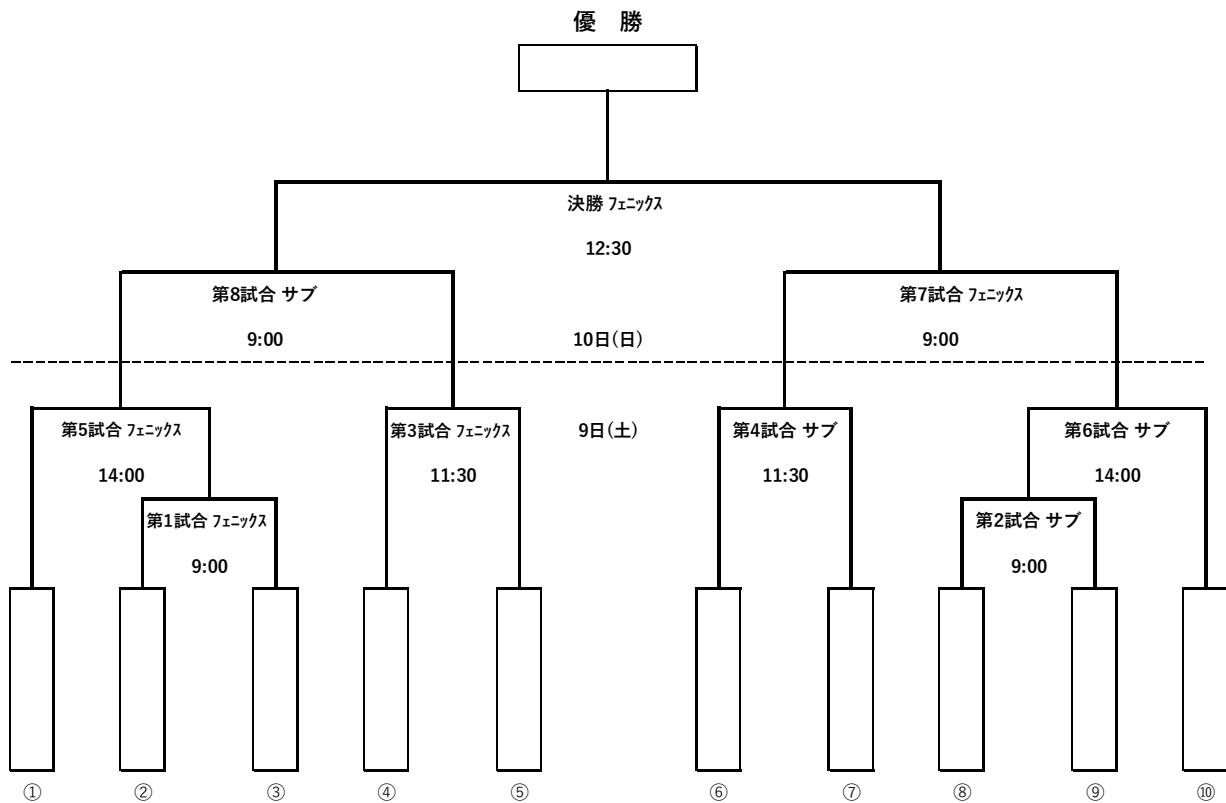 優　勝
決勝 ﾌｪﾆｯｸｽ
12:30
第8試合 サブ
第7試合 ﾌｪﾆｯｸｽ
9:00
10日(日)
9:00
第5試合 ﾌｪﾆｯｸｽ
第3試合 ﾌｪﾆｯｸｽ
9日(土)
第4試合 サブ
第6試合 サブ
14:00
11:30
11:30
14:00
第1試合 ﾌｪﾆｯｸｽ
第2試合 サブ
9:00
9:00
①
②
③
④
⑤
⑥
⑦
⑧
⑨
⑩